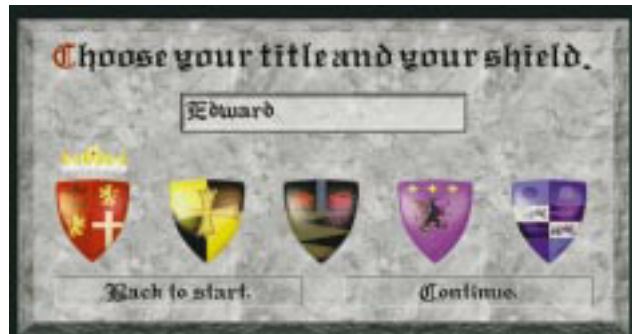 Choose your title and your shield.
Edward
Back to start.
Continue.